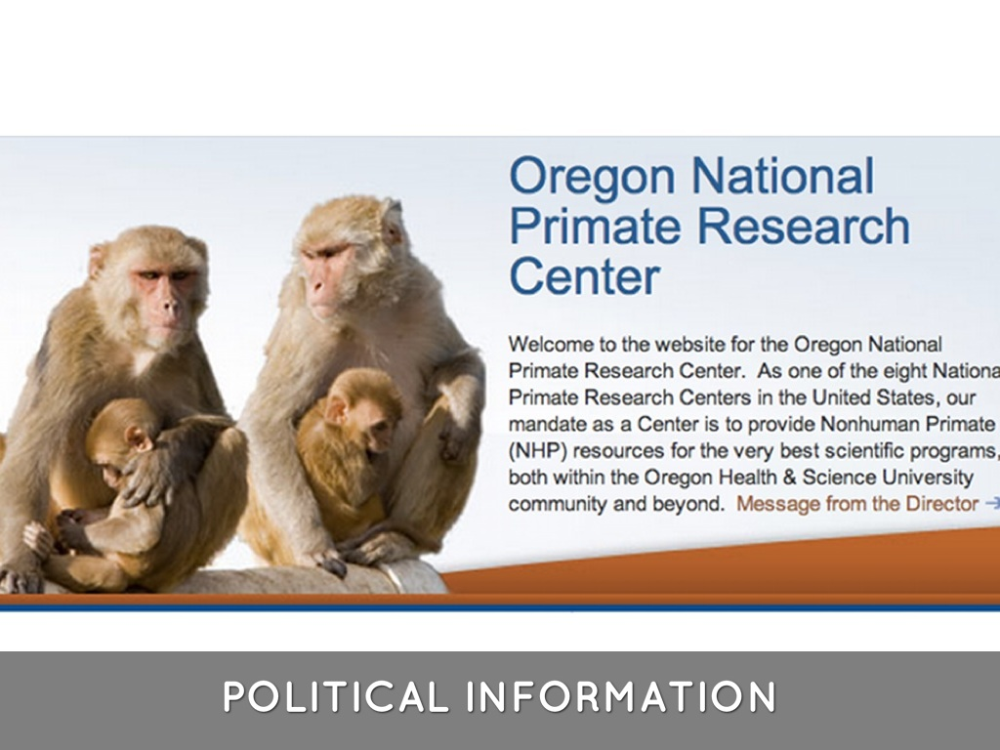 Oregon National
Primate Research
Center
Welcome to the website for the Oregon National
Primate Research Center.  As one of the eight Nationa
Primate Research Centers in the United States, our
mandate as a Center is to provide Nonhuman Primate
(NHP) resources for the very best scientific programs,
both within the Oregon Health & Science University
community and beyond.  Message from the Director →
POLITICAL INFORMATION